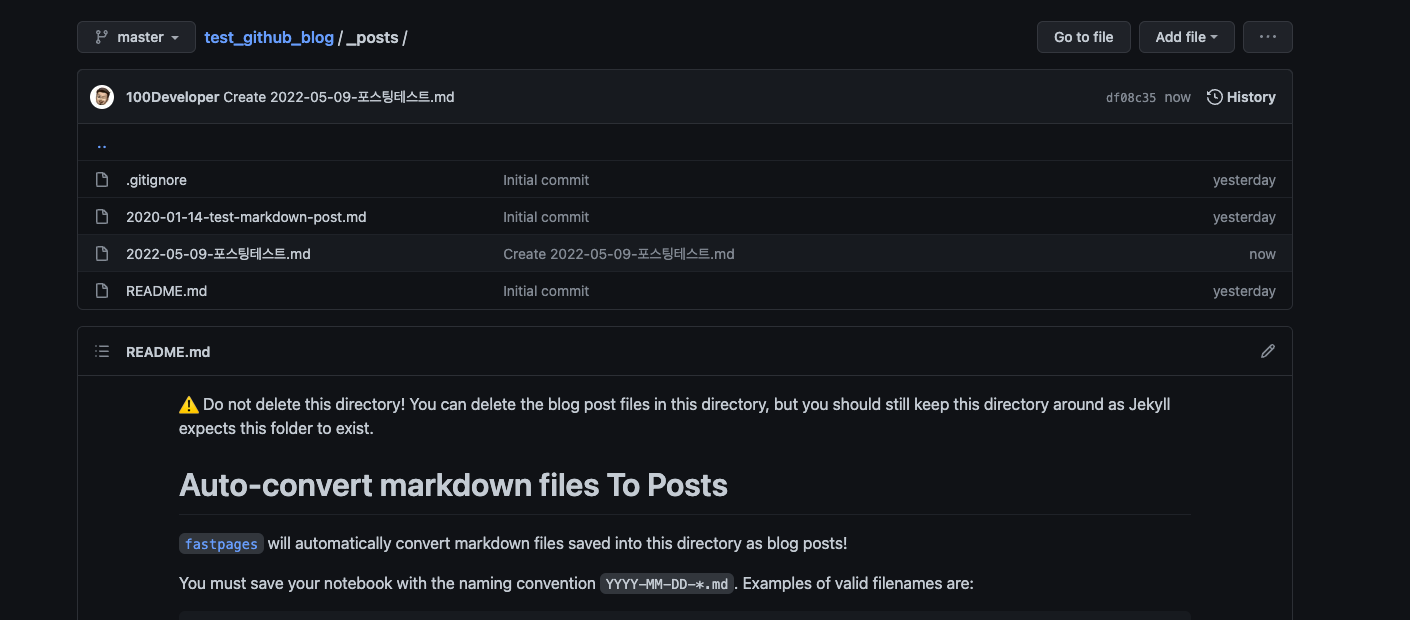 master test_github_blog / _posts / Go to file Add file ...
100Developer Create 2022-05-09-포스팅테스트.md df08c35 now History
..
.gitignore Initial commit yesterday
2020-01-14-test-markdown-post.md Initial commit yesterday
2022-05-09-포스팅테스트.md Create 2022-05-09-포스팅테스트.md now
README.md Initial commit yesterday
README.md
⚠️ Do not delete this directory! You can delete the blog post files in this directory, but you should still keep this directory around as Jekyll
expects this folder to exist.
Auto-convert markdown files To Posts
fastpages will automatically convert markdown files saved into this directory as blog posts!
You must save your notebook with the naming convention YYYY-MM-DD-*.md. Examples of valid filenames are: